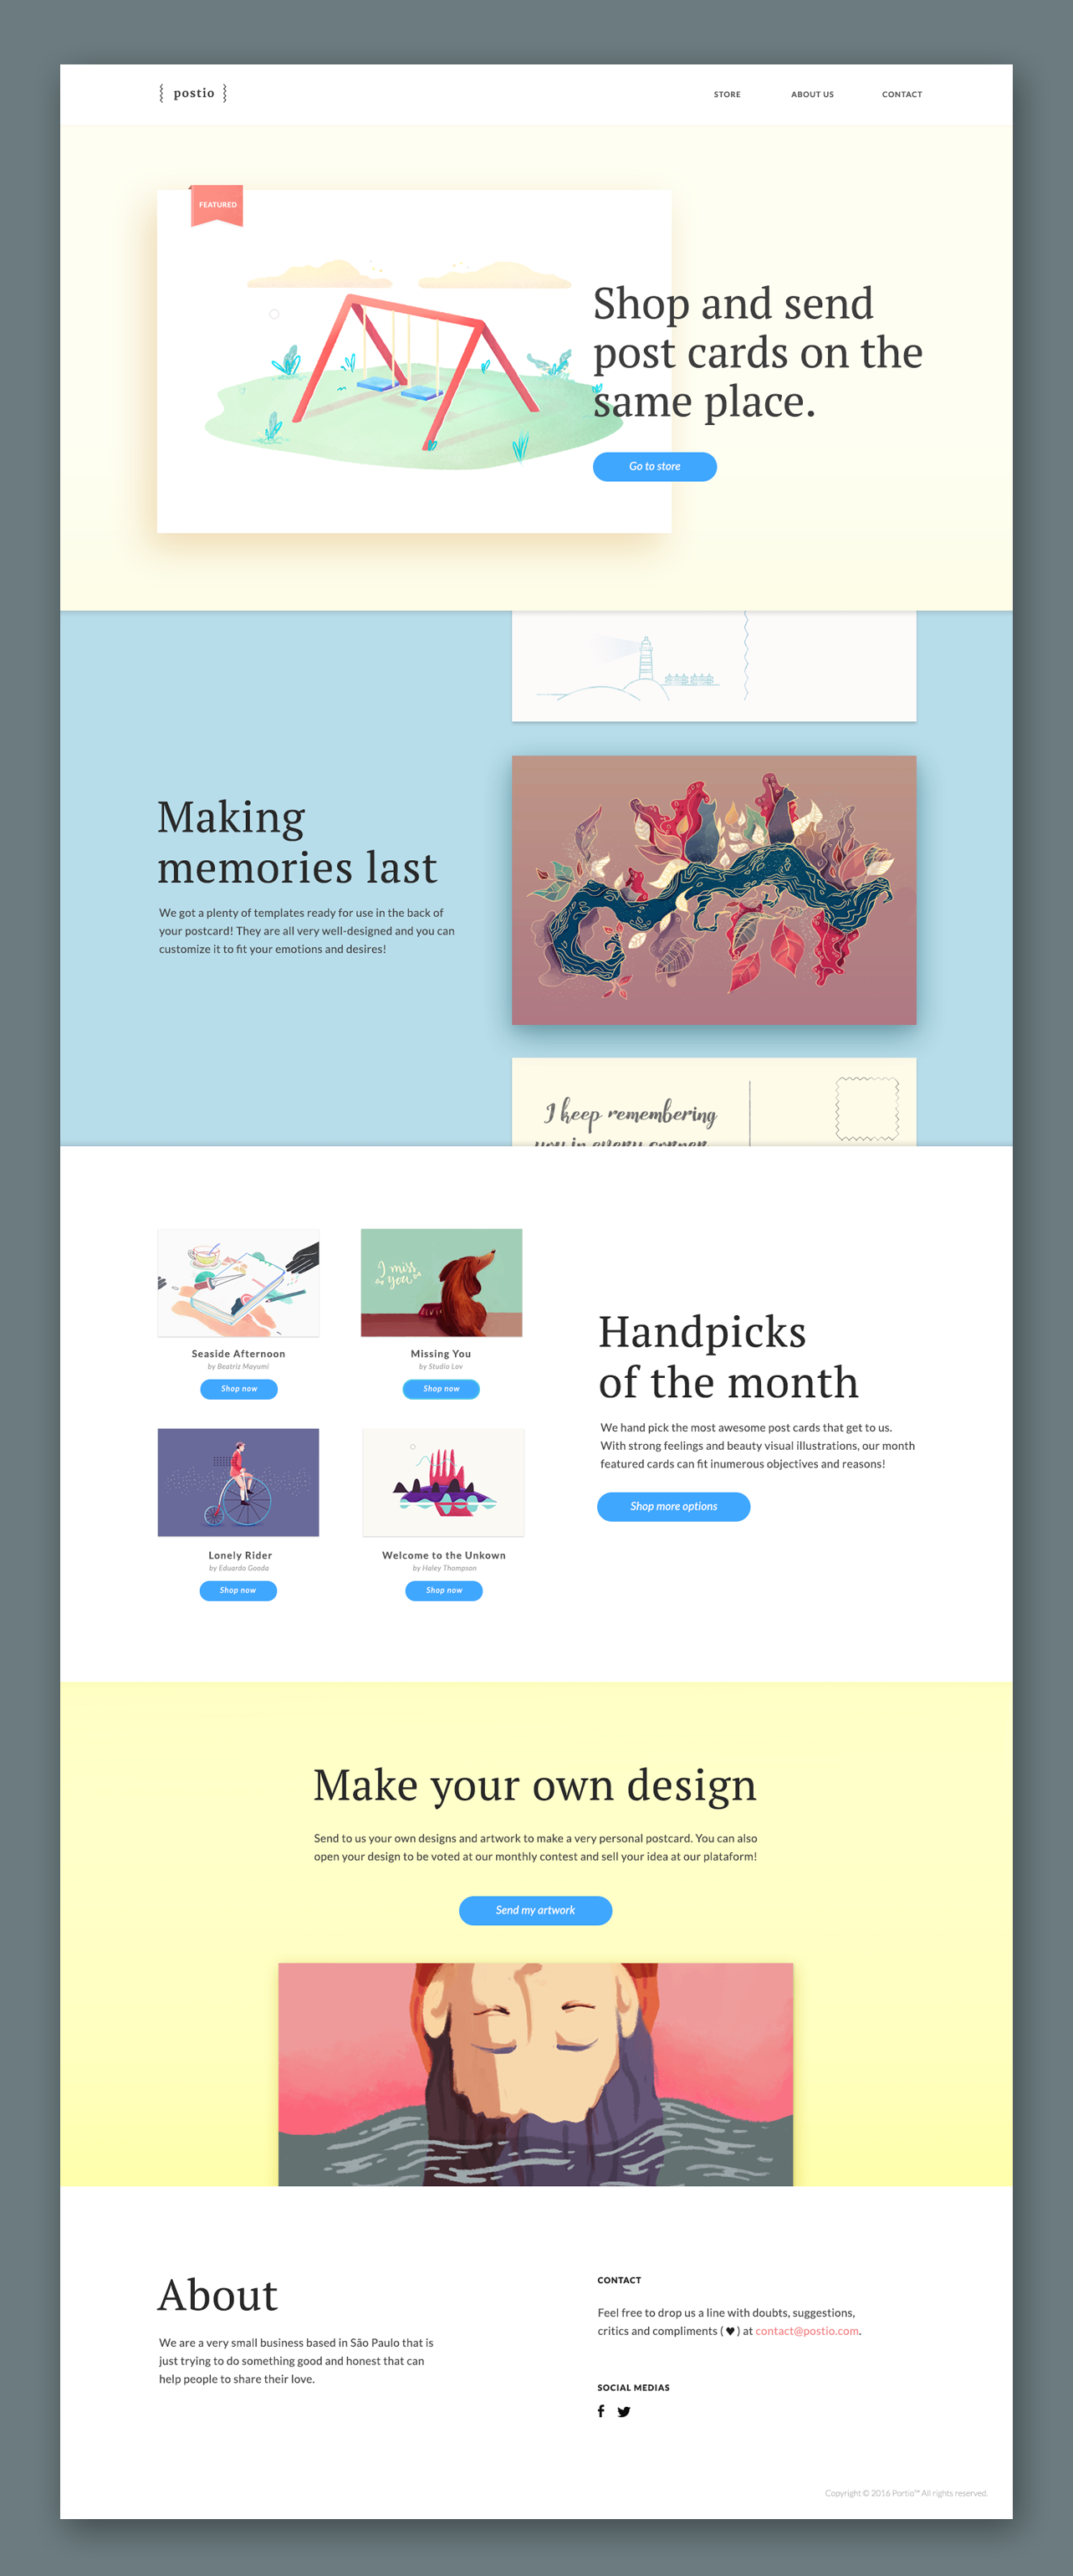 postio
STORE ABOUT US CONTACT
FEATURED
Shop and send
post cards on the
same place.
Go to store
Making
memories last
We got a plenty of templates ready for use in the back of
your postcard! They are all very well-designed and you can
customize it to fit your emotions and desires!
I keep remembering
you in every corner
Seaside Afternoon
by Beatriz Mayumi
Shop now
I miss
you
Missing You
by Studio Lov
Shop now
Lonely Rider
by Eduardo Goada
Shop now
Welcome to the Unkown
by Haley Thompson
Shop now
Handpicks
of the month
We hand pick the most awesome post cards that get to us.
With strong feelings and beauty visual illustrations, our month
featured cards can fit inumerous objectives and reasons!
Shop more options
Make your own design
Send to us your own designs and artwork to make a very personal postcard. You can also
open your design to be voted at our monthly contest and sell your idea at our plataform!
Send my artwork
About
We are a very small business based in São Paulo that is
just trying to do something good and honest that can
help people to share their love.
CONTACT
Feel free to drop us a line with doubts, suggestions,
critics and compliments ( ♥ ) at contact@postio.com.
SOCIAL MEDIAS
Copyright © 2016 Portio™ All rights reserved.